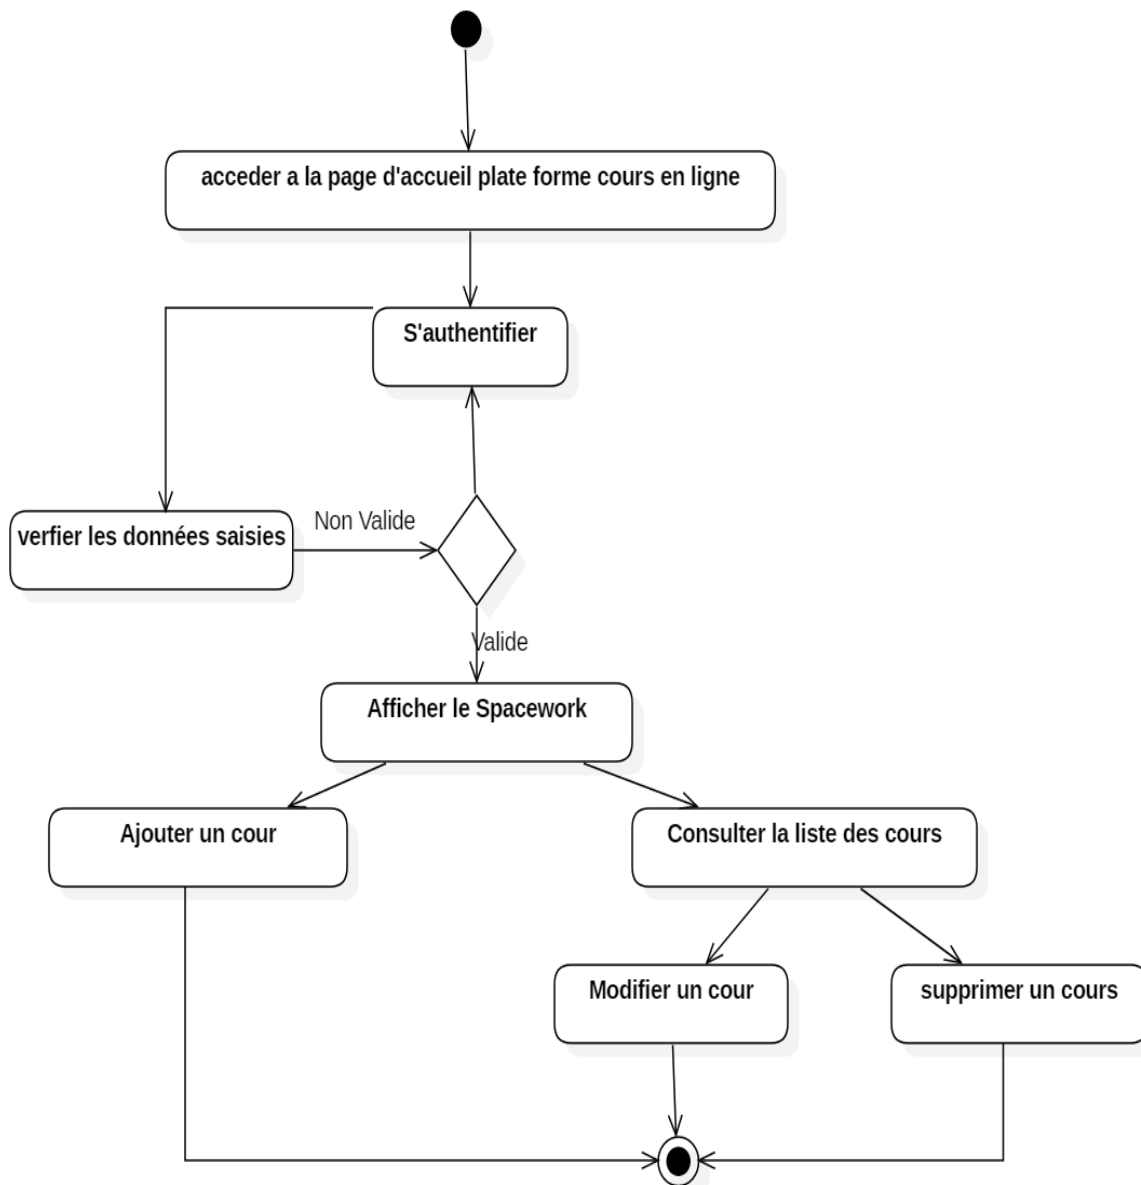 acceder a la page d'accueil plate forme cours en ligne
S'authentifier
Non Valide
verfier les données saisies
Valide
Afficher le Spacework
Ajouter un cour
Consulter la liste des cours
Modifier un cour
supprimer un cours